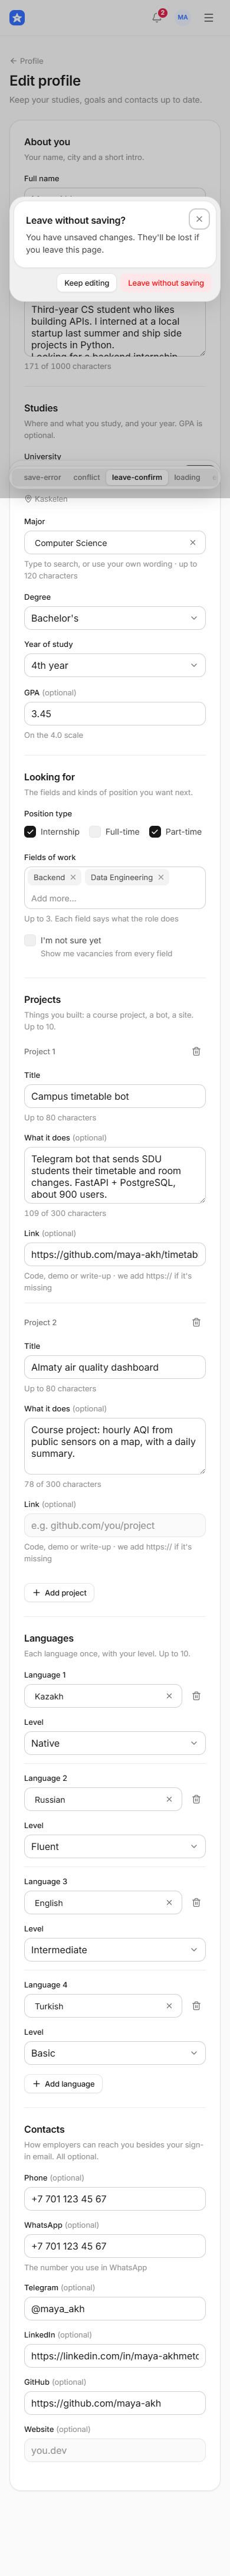 2
MA
Profile
Edit profile
Keep your studies, goals and contacts up to date.
About you
Your name, city and a short intro.
Full name
Leave without saving?
You have unsaved changes. They'll be lost if
you leave this page.
Keep editing
Leave without saving
Third-year CS student who likes
building APIs. I interned at a local
startup last summer and ship side
projects in Python.
Looking for a backend internship
171 of 1000 characters
Studies
Where and what you study, and your year. GPA is
optional.
University
save-error
conflict
leave-confirm
loading
Kaskelen
Major
Computer Science
Type to search, or use your own wording · up to
120 characters
Degree
Bachelor's
Year of study
4th year
GPA (optional)
3.45
On the 4.0 scale
Looking for
The fields and kinds of position you want next.
Position type
Internship
Full-time
Part-time
Fields of work
Backend
Data Engineering
Add more...
Up to 3. Each field says what the role does
I'm not sure yet
Show me vacancies from every field
Projects
Things you built: a course project, a bot, a site.
Up to 10.
Project 1
Title
Campus timetable bot
Up to 80 characters
What it does (optional)
Telegram bot that sends SDU
students their timetable and room
changes. FastAPI + PostgreSQL,
about 900 users.
109 of 300 characters
Link (optional)
https://github.com/maya-akh/timetab
Code, demo or write-up · we add https:// if it's
missing
Project 2
Title
Almaty air quality dashboard
Up to 80 characters
What it does (optional)
Course project: hourly AQI from
public sensors on a map, with a daily
summary.
78 of 300 characters
Link (optional)
e.g. github.com/you/project
Code, demo or write-up · we add https:// if it's
missing
Add project
Languages
Each language once, with your level. Up to 10.
Language 1
Kazakh
Level
Native
Language 2
Russian
Level
Fluent
Language 3
English
Level
Intermediate
Language 4
Turkish
Level
Basic
Add language
Contacts
How employers can reach you besides your sign-
in email. All optional.
Phone (optional)
+7 701 123 45 67
WhatsApp (optional)
+7 701 123 45 67
The number you use in WhatsApp
Telegram (optional)
@maya_akh
LinkedIn (optional)
https://linkedin.com/in/maya-akhmeto
GitHub (optional)
https://github.com/maya-akh
Website (optional)
you.dev